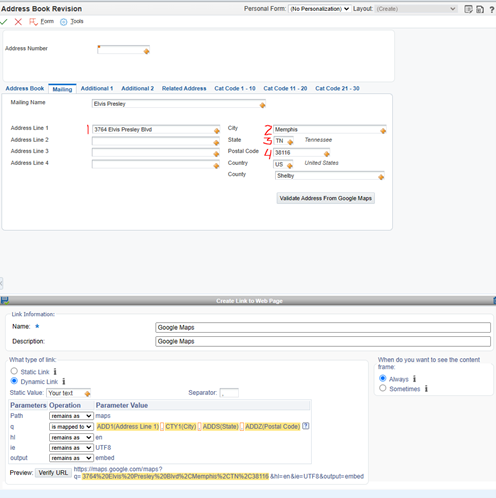 Address Book Revision
Personal Form: (No Personalization) Layout: (Create)
Form Tools
Address Number
Address Book Mailing Additional 1 Additional 2 Related Address Cat Code 1 - 10 Cat Code 11 - 20 Cat Code 21 - 30
Mailing Name Elvis Presley
Address Line 1 1 3764 Elvis Presley Blvd City 2 Memphis
Address Line 2 State 3 TN Tennessee
Address Line 3 Postal Code 4 38116
Address Line 4 Country US United States
County Shelby
Validate Address From Google Maps
Create Link to Web Page
Link Information:
Name: * Google Maps
Description: Google Maps
What type of link: When do you want to see the content frame:
Static Link Always
Dynamic Link Sometimes
Static Value: Your text Separator: ,
Parameters Operation Parameter Value
Path remains as maps
q is mapped to ADD1(Address Line 1) , CTY1(City) , ADDS(State) , ADDZ(Postal Code)
hl remains as en
ie remains as UTF8
output remains as embed
Preview: Verify URL https://maps.google.com/maps?
q=3764%20Elvis%20Presley%20Blvd%2CMemphis%2CTN%2C38116 &hl=en&ie=UTF8&output=embed